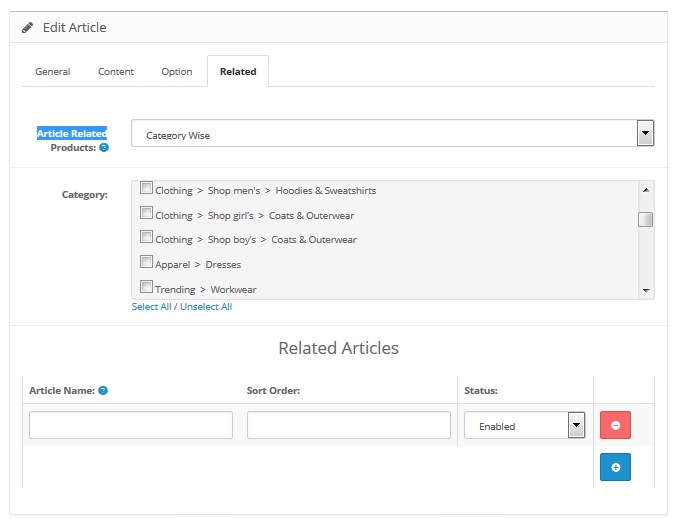 Edit Article
General Content Option Related
Article Related
Products: ?
Category Wise
Category:
Clothing > Shop men's > Hoodies & Sweatshirts
Clothing > Shop girl's > Coats & Outerwear
Clothing > Shop boy's > Coats & Outerwear
Apparel > Dresses
Trending > Workwear
Select All / Unselect All
Related Articles
Article Name: ? Sort Order: Status:
Enabled